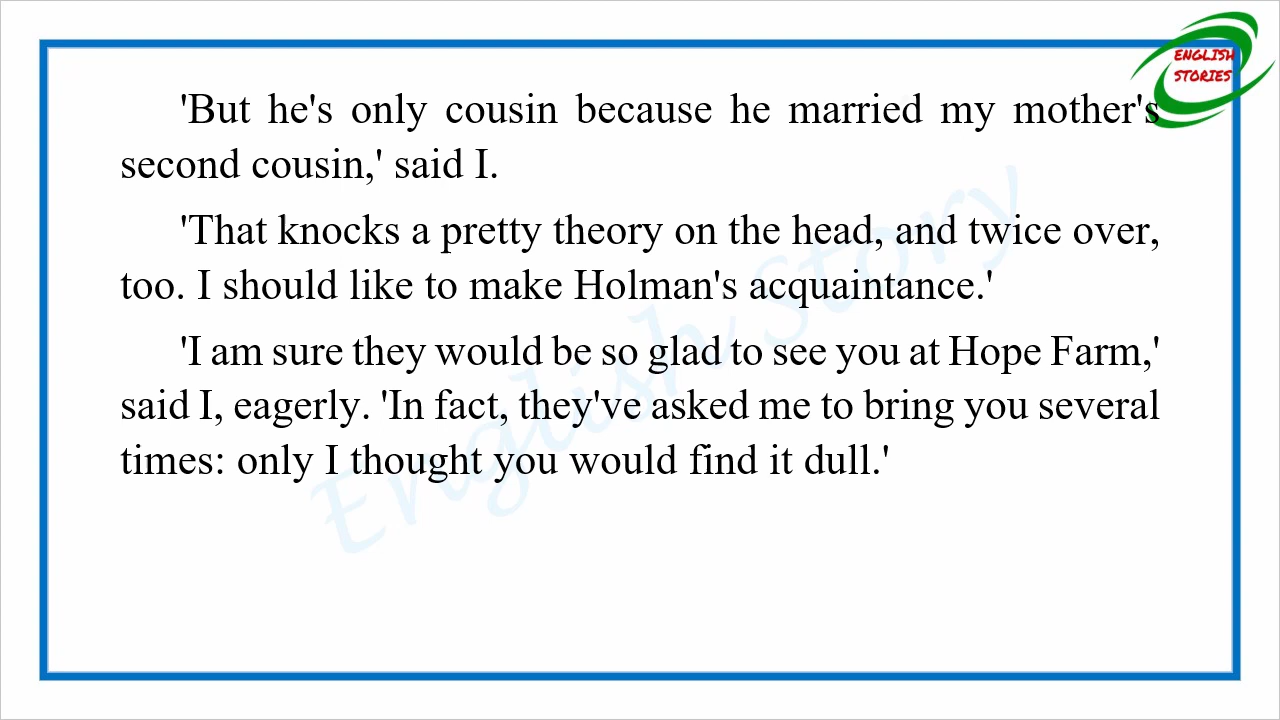 ENGLISH
STORIES
'But he's only cousin because he married my mother's
second cousin,' said I.
'That knocks a pretty theory on the head, and twice over,
too. I should like to make Holman's acquaintance.'
'I am sure they would be so glad to see you at Hope Farm,'
said I, eagerly. 'In fact, they've asked me to bring you several
times: only I thought you would find it dull.'
English Story